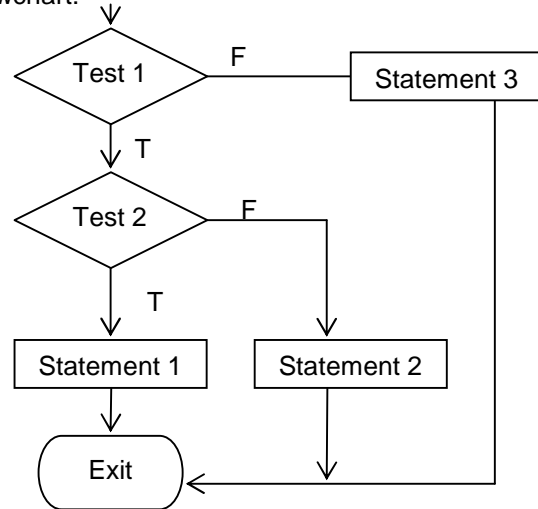 Test 1
F
Statement 3
T
Test 2
F
T
Statement 1
Statement 2
Exit